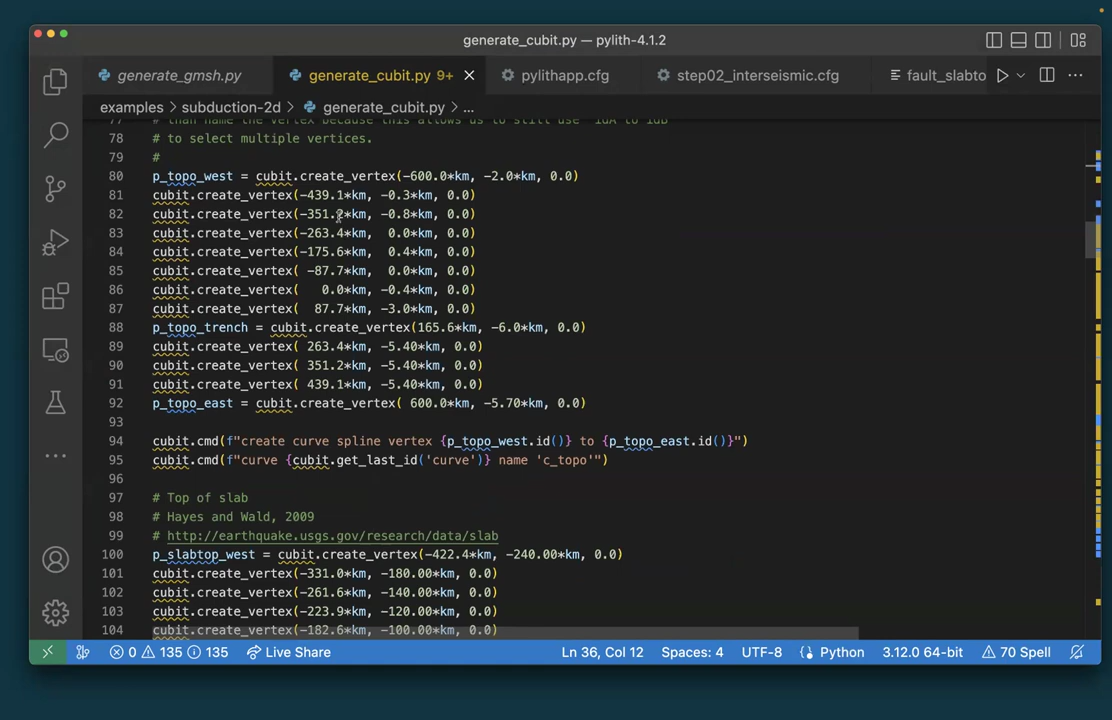 generate_cubit.py — pylith-4.1.2
generate_gmsh.py
generate_cubit.py 9+
pylithapp.cfg
step02_interseismic.cfg
fault_slabto
examples > subduction-2d > generate_cubit.py > ...
77 # than name the vertex because this allows us to still use `idA to idB`
78 # to select multiple vertices.
79 #
80 p_topo_west = cubit.create_vertex(-600.0*km, -2.0*km, 0.0)
81 cubit.create_vertex(-439.1*km, -0.3*km, 0.0)
82 cubit.create_vertex(-351.2*km, -0.8*km, 0.0)
83 cubit.create_vertex(-263.4*km,  0.0*km, 0.0)
84 cubit.create_vertex(-175.6*km,  0.4*km, 0.0)
85 cubit.create_vertex( -87.7*km,  0.0*km, 0.0)
86 cubit.create_vertex(   0.0*km, -0.4*km, 0.0)
87 cubit.create_vertex(  87.7*km, -3.0*km, 0.0)
88 p_topo_trench = cubit.create_vertex(165.6*km, -6.0*km, 0.0)
89 cubit.create_vertex( 263.4*km, -5.40*km, 0.0)
90 cubit.create_vertex( 351.2*km, -5.40*km, 0.0)
91 cubit.create_vertex( 439.1*km, -5.40*km, 0.0)
92 p_topo_east = cubit.create_vertex( 600.0*km, -5.70*km, 0.0)
93
94 cubit.cmd(f"create curve spline vertex {p_topo_west.id()} to {p_topo_east.id()}")
95 cubit.cmd(f"curve {cubit.get_last_id('curve')} name 'c_topo'")
96
97 # Top of slab
98 # Hayes and Wald, 2009
99 # http://earthquake.usgs.gov/research/data/slab
100 p_slabtop_west = cubit.create_vertex(-422.4*km, -240.00*km, 0.0)
101 cubit.create_vertex(-331.0*km, -180.00*km, 0.0)
102 cubit.create_vertex(-261.6*km, -140.00*km, 0.0)
103 cubit.create_vertex(-223.9*km, -120.00*km, 0.0)
104 cubit.create_vertex(-182.6*km, -100.00*km, 0.0)
0 135 135 Live Share Ln 36, Col 12 Spaces: 4 UTF-8 Python 3.12.0 64-bit 70 Spell